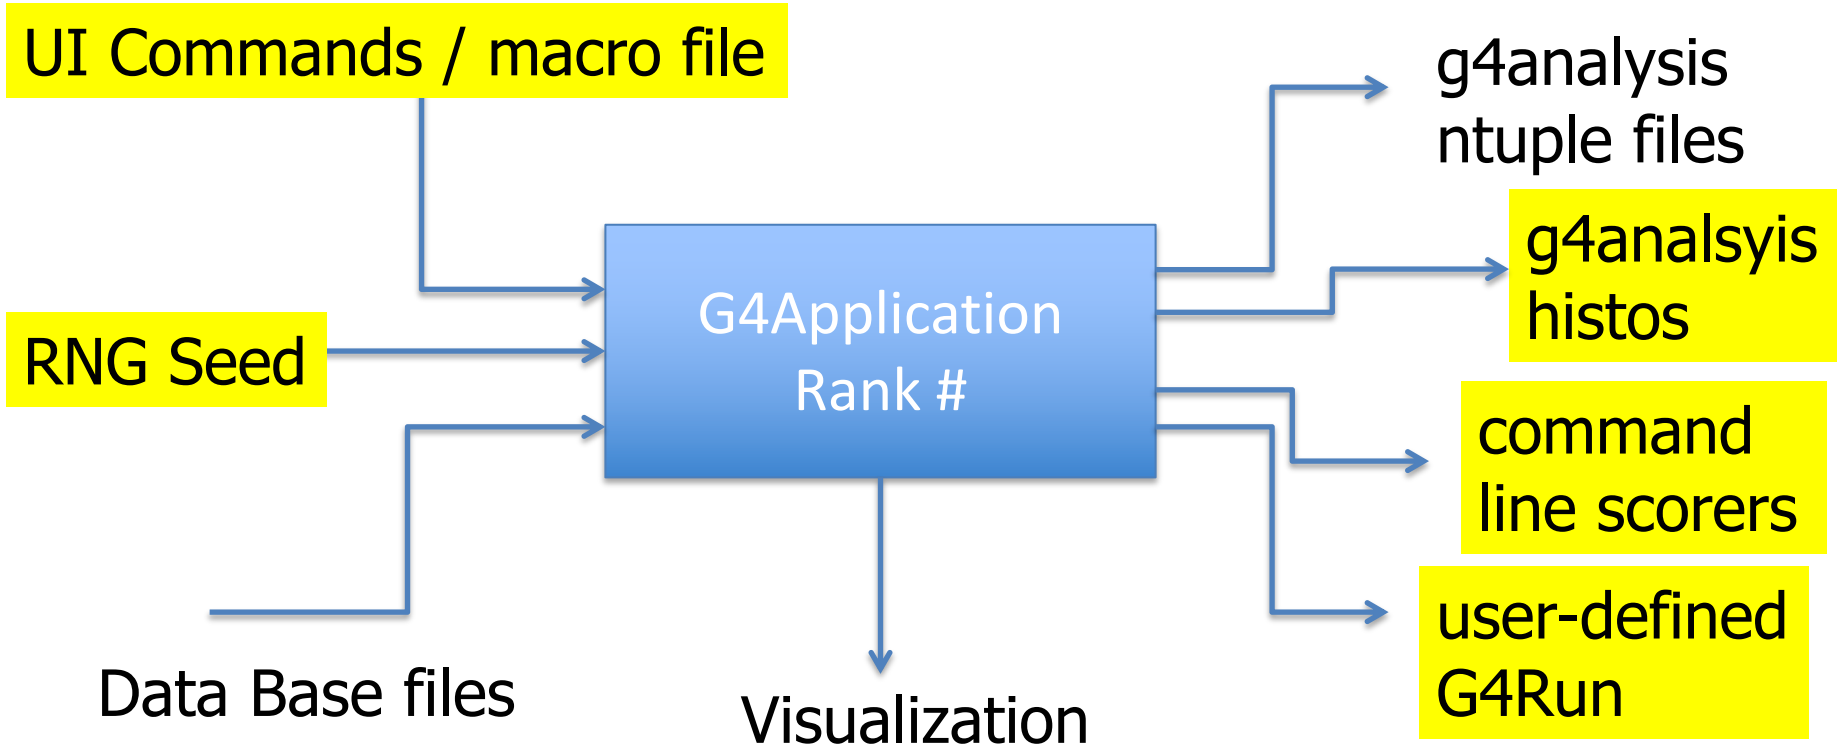 UI Commands / macro file
g4analysis
ntuple files
g4analsyis
histos
G4Application
Rank #
RNG Seed
command
line scorers
user-defined
G4Run
Data Base files
Visualization